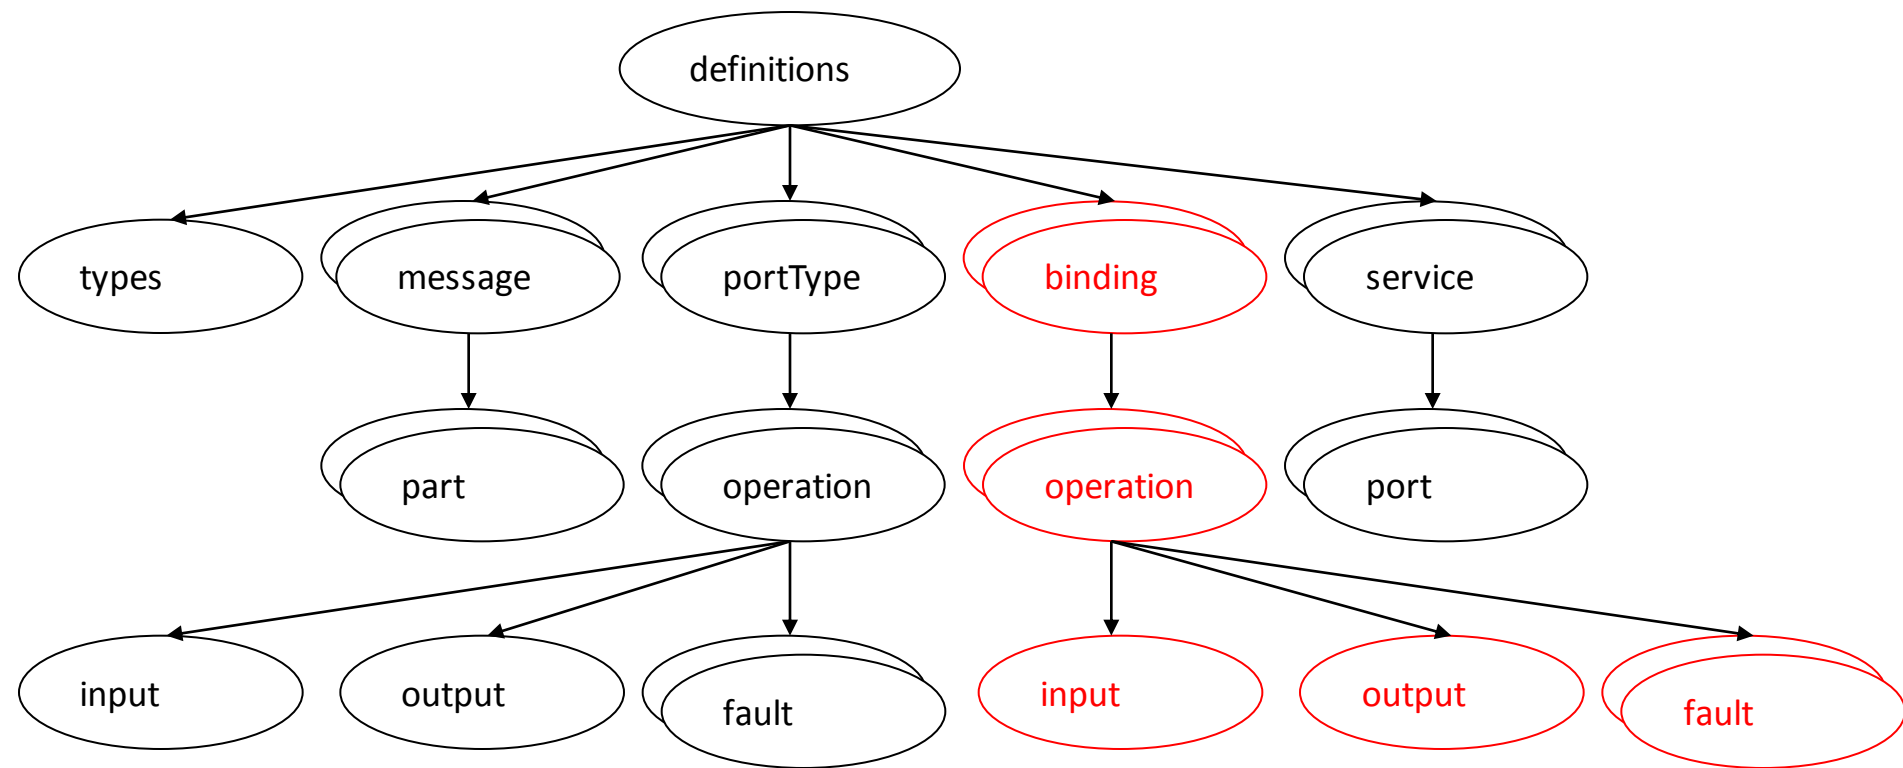 definitions
types
message
portType
binding
service
part
operation
operation
port
input
output
fault
input
output
fault